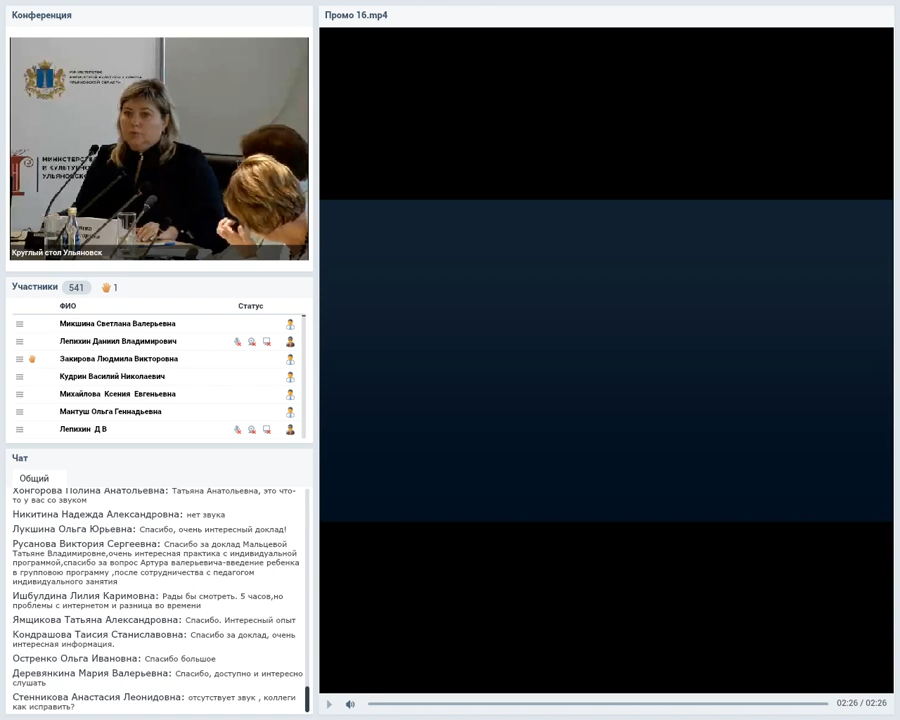 Конференция
МИНИСТЕРСТВО
УЛЬЯНОВСКОЙ ОБЛАСТИ
МИНИСТЕРСТ
И КУЛЬТУР
УЛЬЯНОВСК
Круглый стол Ульяновск
Участники 541 1
ФИО Статус
Микшина Светлана Валерьевна
Лепихин Даниил Владимирович
Закирова Людмила Викторовна
Кудрин Василий Николаевич
Михайлова Ксения Евгеньевна
Мантуш Ольга Геннадьевна
Лепихин Д В
Чат
Общий
Хонгорова Полина Анатольевна: Татьяна Анатольевна, это что-
то у вас со звуком
Никитина Надежда Александровна: нет звука
Лукшина Ольга Юрьевна: Спасибо, очень интересный доклад!
Русанова Виктория Сергеевна: Спасибо за доклад Мальцевой
Татьяне Владимировне,очень интересная практика с индивидуальной
программой,спасибо за вопрос Артура валерьевича-введение ребенка
в групповою программу ,после сотрудничества с педагогом
индивидуального занятия
Ишбулдина Лилия Каримовна: Рады бы смотреть. 5 часов,но
проблемы с интернетом и разница во времени
Ямщикова Татьяна Александровна: Спасибо. Интересный опыт
Кондрашова Таисия Станиславовна: Спасибо за доклад, очень
интересная информация.
Остренко Ольга Ивановна: Спасибо большое
Деревянкина Мария Валерьевна: Спасибо, доступно и интересно
слушать
Стенникова Анастасия Леонидовна: отсутствует звук , коллеги
как исправить?
Промо 16.mp4
02:26 / 02:26